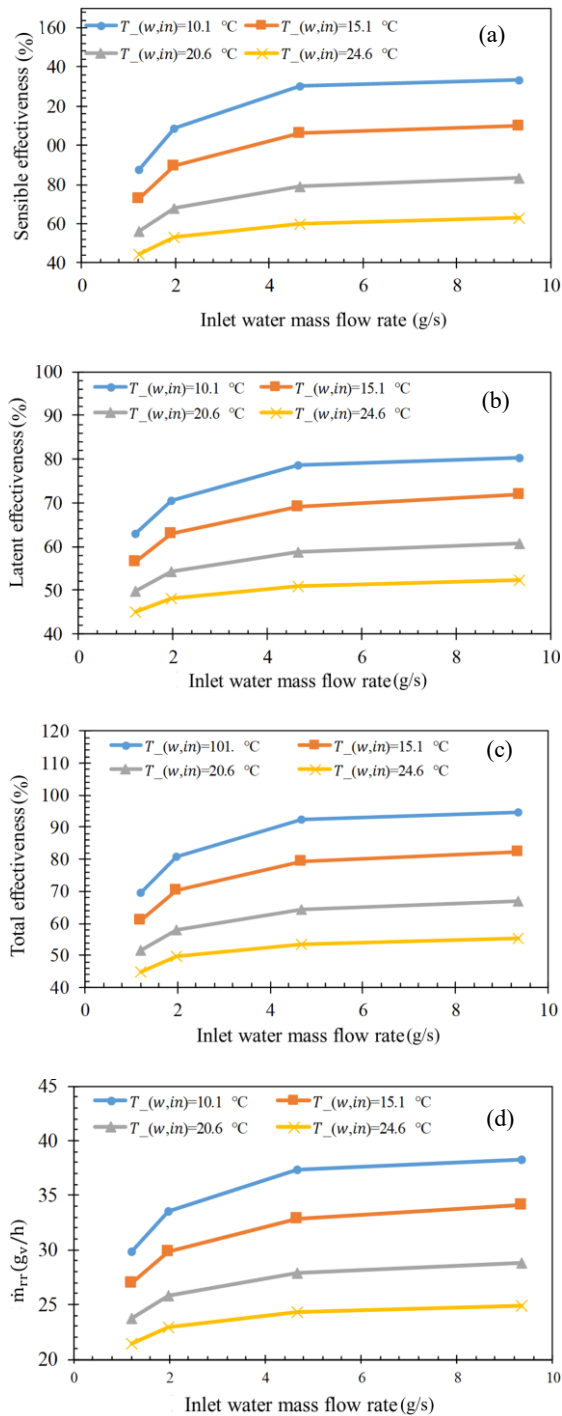 160
T_(w,in)=10.1 °C T_(w,in)=15.1 °C (a)
T_(w,in)=20.6 °C T_(w,in)=24.6 °C
40
20
00
80
60
40
Sensible effectiveness (%)
0 2 4 6 8 10
Inlet water mass flow rate (g/s)
100
T_(w,in)=10.1 °C T_(w,in)=15.1 °C (b)
T_(w,in)=20.6 °C T_(w,in)=24.6 °C
90
80
70
60
50
40
Latent effectiveness (%)
0 2 4 6 8 10
Inlet water mass flow rate(g/s)
120
T_(w,in)=101. °C T_(w,in)=15.1 °C (c)
T_(w,in)=20.6 °C T_(w,in)=24.6 °C
110
100
90
80
70
60
50
40
Total effectiveness (%)
0 2 4 6 8 10
Inlet water mass flow rate(g/s)
45
T_(w,in)=10.1 °C T_(w,in)=15.1 °C (d)
T_(w,in)=20.6 °C T_(w,in)=24.6 °C
40
35
30
25
20
ṁrr(gv/h)
0 2 4 6 8 10
Inlet water mass flow rate(g/s)